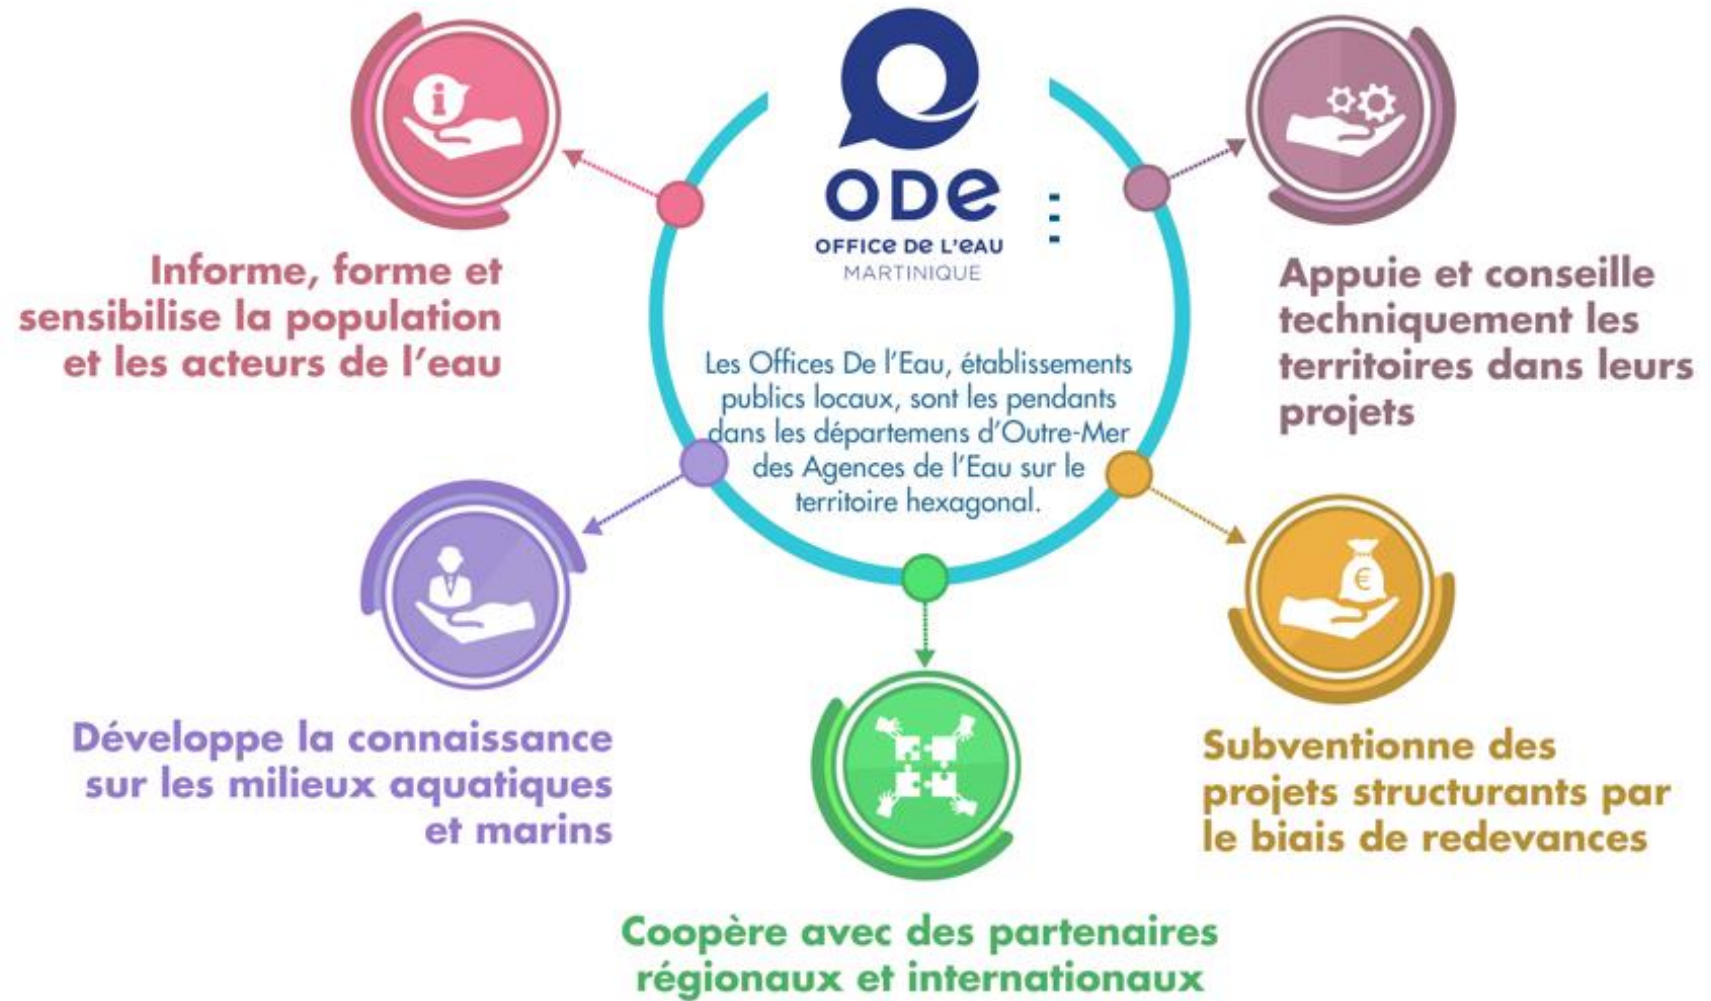 ODe
OFFICe De L'eAU
MARTINIQUE
Les Offices De l'Eau, établissements
publics locaux, sont les pendants
dans les départemens d'Outre-Mer
des Agences de l'Eau sur le
territoire hexagonal.
i
Informe, forme et
sensibilise la population
et les acteurs de l'eau
Appuie et conseille
techniquement les
territoires dans leurs
projets
Développe la connaissance
sur les milieux aquatiques
et marins
€
Subventionne des
projets structurants par
le biais de redevances
Coopère avec des partenaires
régionaux et internationaux